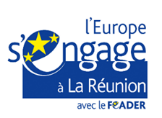 l'Europe
s'engage
à La Réunion
avec le FEADER